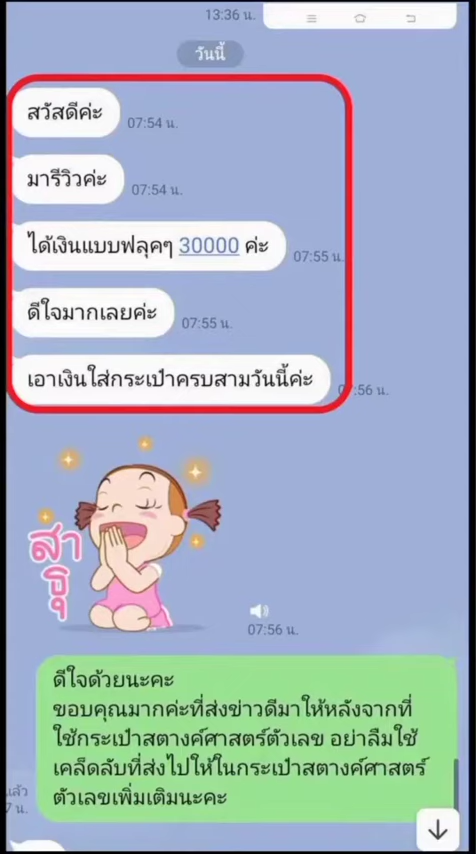 13:36 น.
วันนี้
สวัสดีค่ะ
07:54 น.
มารีวิวค่ะ
07:54 น.
ได้เงินแบบฟลุคๆ 30000 ค่ะ
07:55 น.
ดีใจมากเลยค่ะ
07:55 น.
เอาเงินใส่กระเป๋าครบสามวันนี้ค่ะ
07:56 น.
สา
ธุ
07:56 น.
ดีใจด้วยนะคะ
ขอบคุณมากค่ะที่ส่งข่าวดีมาให้หลังจากที่
ใช้กระเป๋าสตางค์ศาสตร์ตัวเลข อย่าลืมใช้
เคล็ดลับที่ส่งไปให้ในกระเป๋าสตางค์ศาสตร์
ตัวเลขเพิ่มเติมนะคะ
แล้ว
7 น.